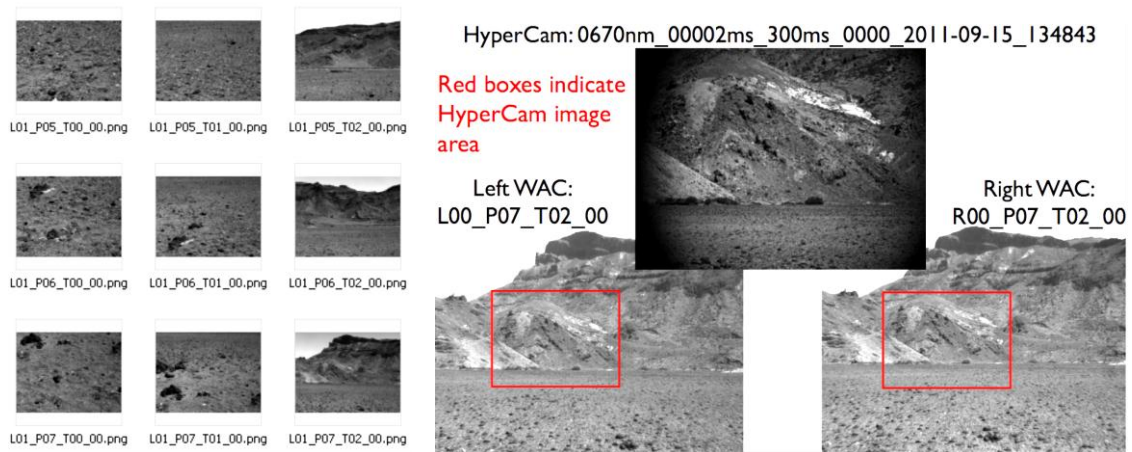 L01_P05_T00_00.png L01_P05_T01_00.png L01_P05_T02_00.png
L01_P06_T00_00.png L01_P06_T01_00.png L01_P06_T02_00.png
L01_P07_T00_00.png L01_P07_T01_00.png L01_P07_T02_00.png
HyperCam: 0670nm_00002ms_300ms_0000_2011-09-15_134843
Red boxes indicate
HyperCam image
area
Left WAC:
L00_P07_T02_00
Right WAC:
R00_P07_T02_00